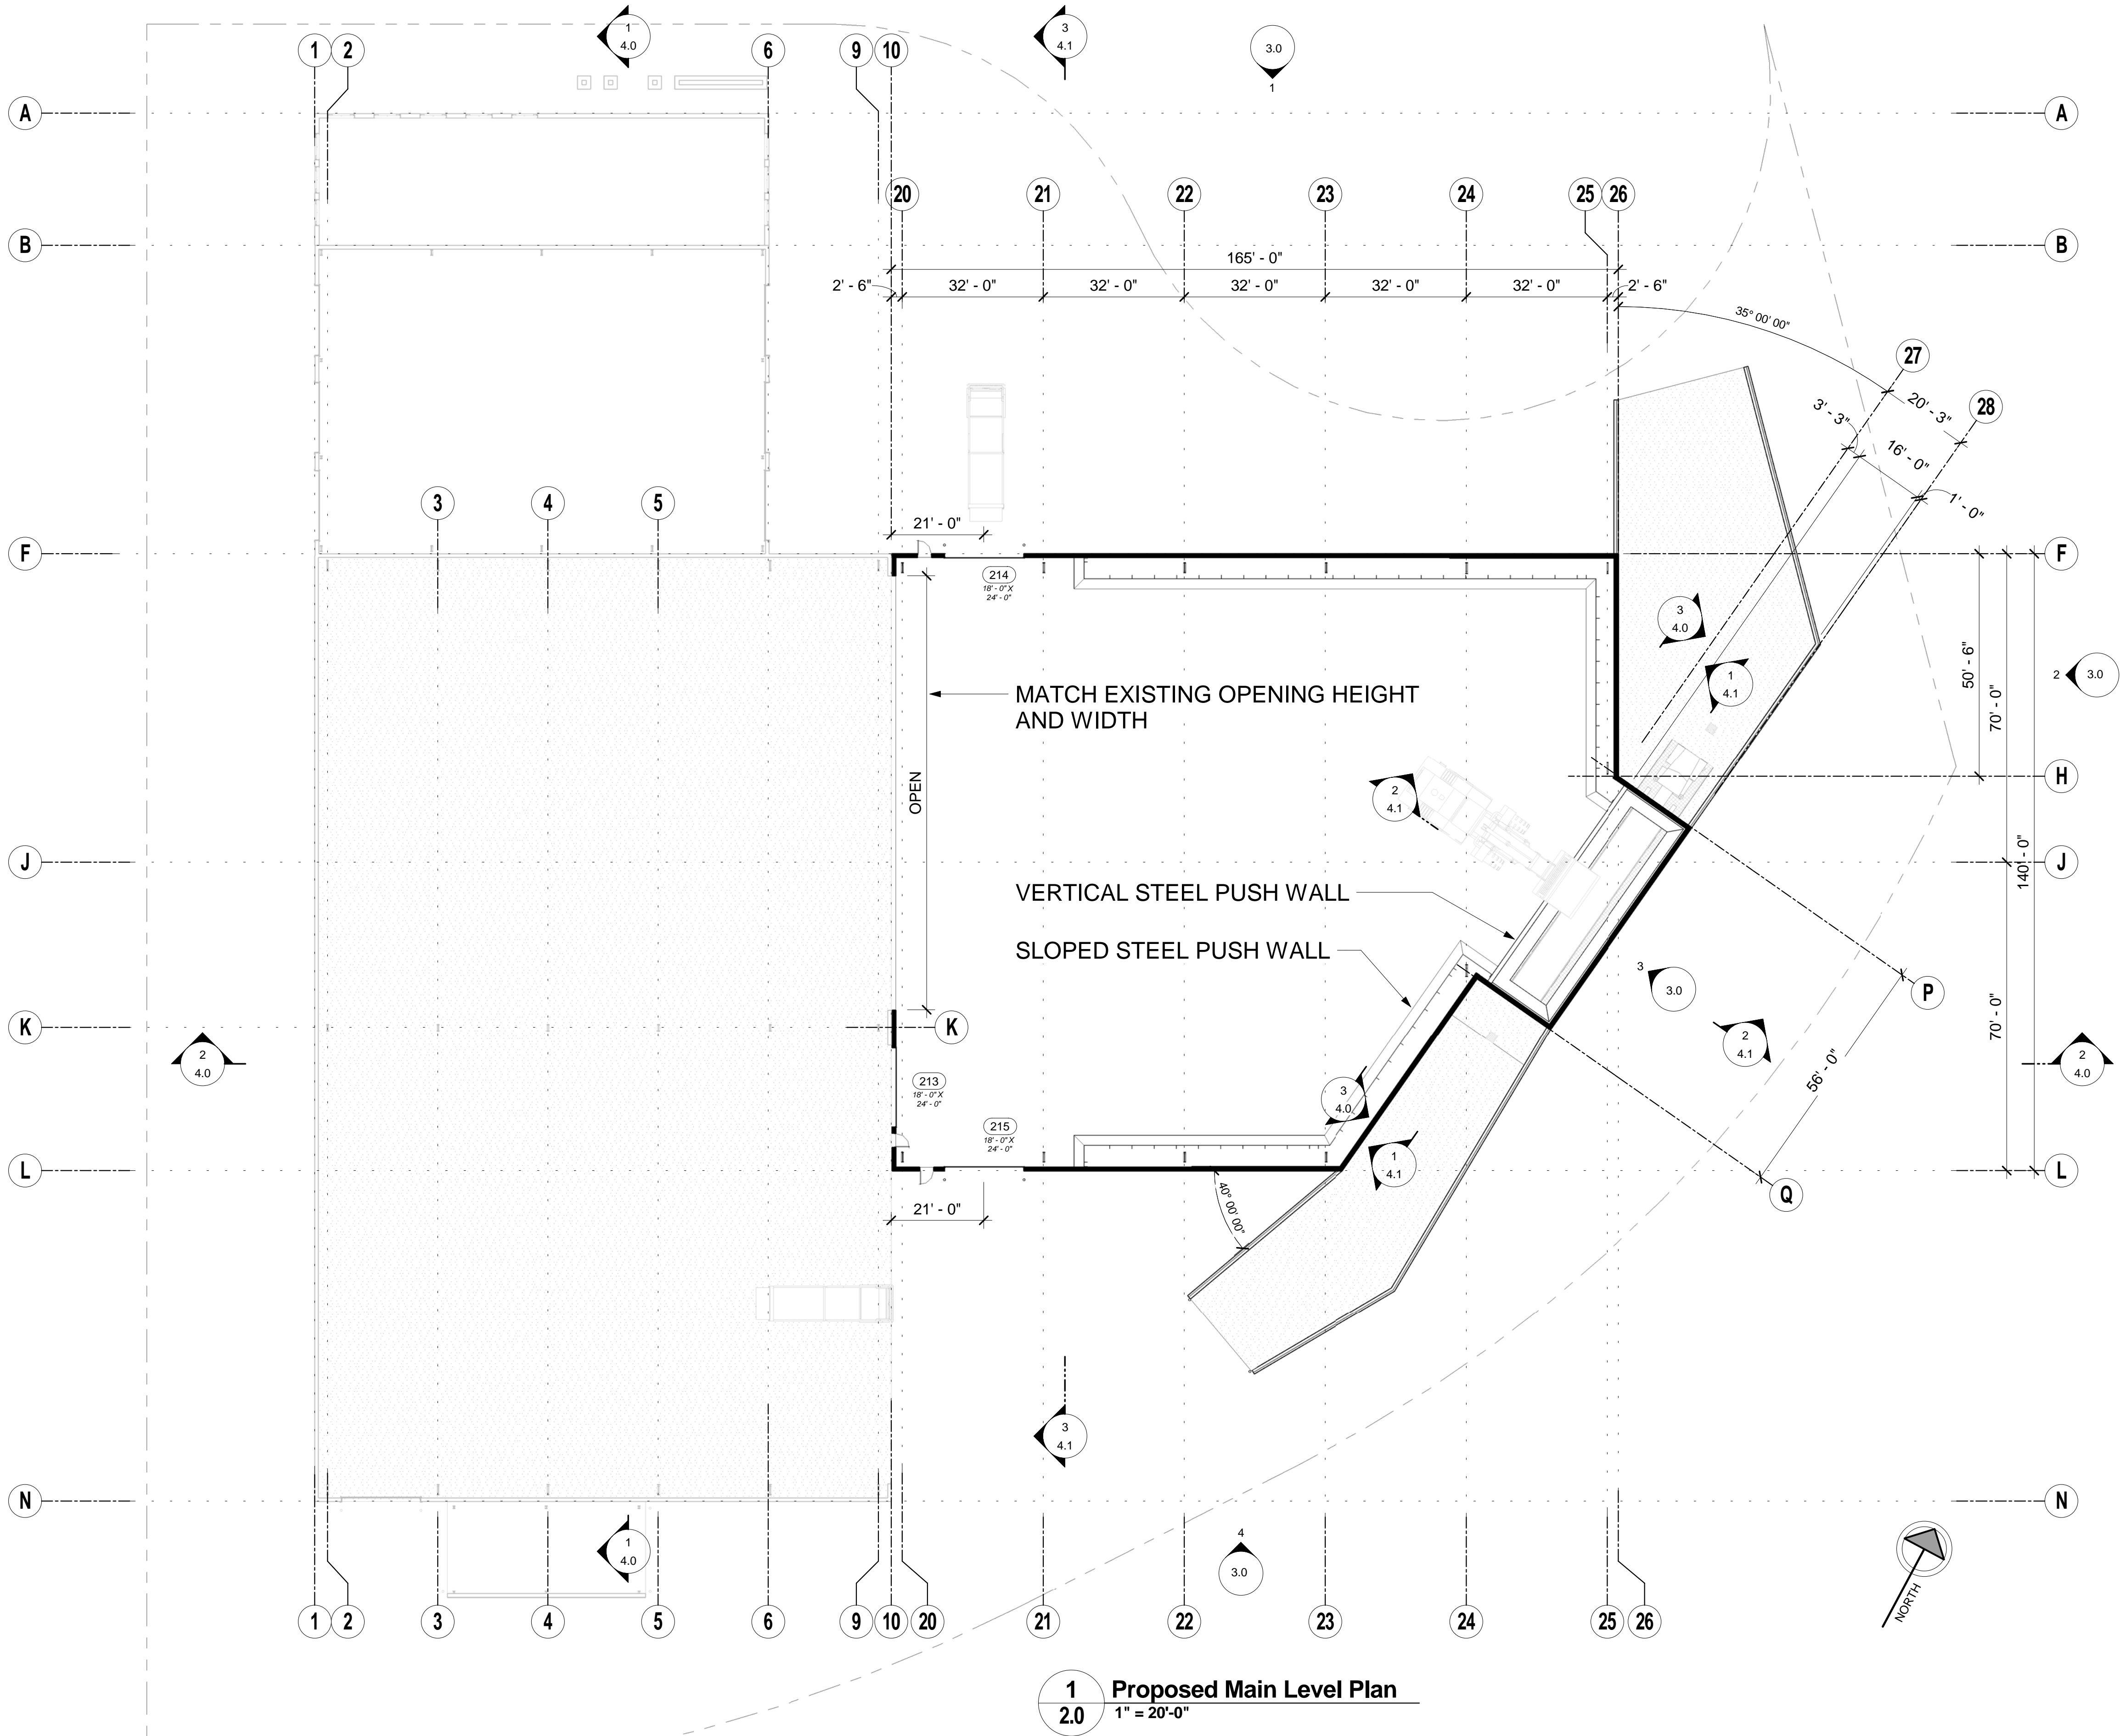 1
4.0
3
4.1
3.0
1
1
2
6
9
10
A
A
20
21
22
23
24
25
26
B
B
165' - 0"
2' - 6"
32' - 0"
32' - 0"
32' - 0"
32' - 0"
32' - 0"
2' - 6"
35° 00' 00"
27
20' - 3"
28
3' - 3"
16' - 0"
1' - 0"
3
4
5
21' - 0"
F
F
214
18' - 0" X
24' - 0"
3
4.0
50' - 6"
2
3.0
1
4.1
70' - 0"
MATCH EXISTING OPENING HEIGHT
AND WIDTH
OPEN
H
2
4.1
J
J
140' - 0"
VERTICAL STEEL PUSH WALL
SLOPED STEEL PUSH WALL
3
3.0
P
K
K
2
4.1
70' - 0"
2
4.0
2
4.0
56' - 0"
213
18' - 0" X
24' - 0"
3
4.0
215
18' - 0" X
24' - 0"
1
4.1
L
L
40° 00' 00"
Q
21' - 0"
3
4.1
N
N
1
4.0
4
3.0
NORTH
1
2
3
4
5
6
9
10
20
21
22
23
24
25
26
1
2.0
Proposed Main Level Plan
1" = 20'-0"